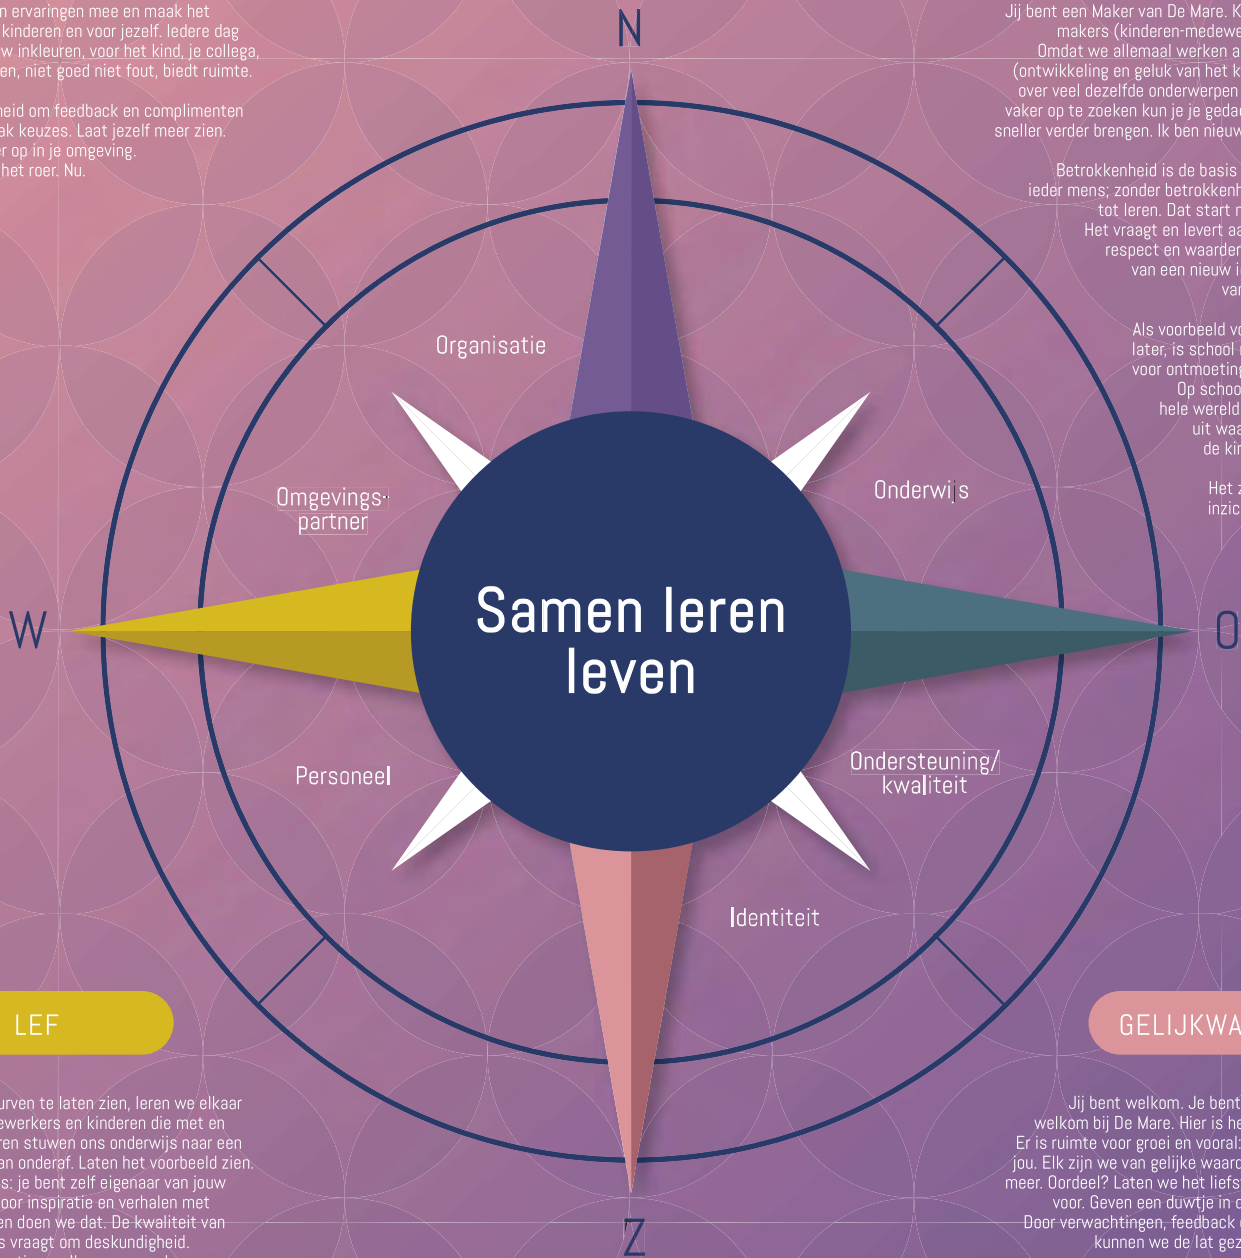 n ervaringen mee en maak het
kinderen en voor jezelf. Iedere dag
w inkleuren, voor het kind, je collega,
en, niet goed niet fout, biedt ruimte.
heid om feedback en complimenten
ak keuzes. Laat jezelf meer zien.
r op in je omgeving.
het roer. Nu.
N
Jij bent een Maker van De Mare. K
makers (kinderen-medewe
Omdat we allemaal werken a
(ontwikkeling en geluk van het k
over veel dezelfde onderwerpen
vaker op te zoeken kun je je geda
sneller verder brengen. Ik ben nieuw
Betrokkenheid is de basis
ieder mens; zonder betrokkenh
tot leren. Dat start
Het vraagt en levert aa
respect en waarder
van een nieuw i
van
Als voorbeeld vo
later, is school
voor ontmoeting
Op schoo
hele wereld
uit waa
de kin
Het z
inzic
Organisatie
Omgevings-
partner
Onderwijs
Samen leren
leven
W
O
Personeel
Ondersteuning/
kwaliteit
Identiteit
LEF
GELIJKWA
urven te laten zien, leren we elkaar
ewerkers en kinderen die met en
ren stuwen ons onderwijs naar een
an onderaf. Laten het voorbeeld zien.
s: je bent zelf eigenaar van jouw
oor inspiratie en verhalen met
en doen we dat. De kwaliteit van
s vraagt om deskundigheid.
Jij bent welkom. Je bent
welkom bij De Mare. Hier is he
Er is ruimte voor groei en vooral:
jou. Elk zijn we van gelijke waard
meer. Oordeel? Laten we het liefs
voor. Geven een duwtje in d
Door verwachtingen, feedback
kunnen we de lat gez
Z